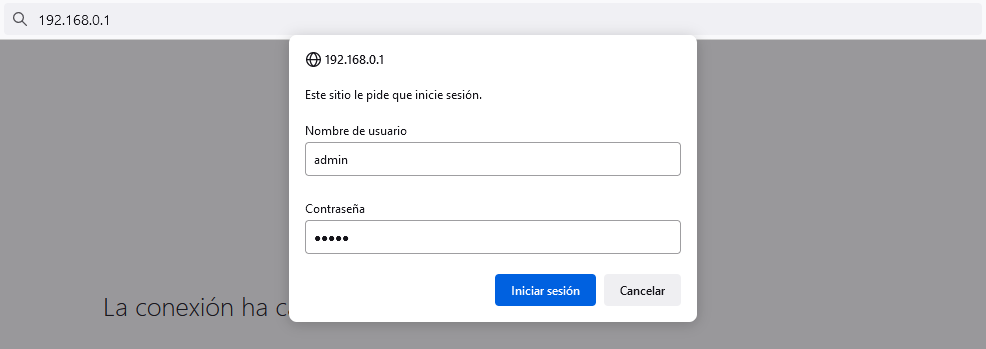 192.168.0.1
192.168.0.1
Este sitio le pide que inicie sesión.
Nombre de usuario
admin
Contraseña
•••••
Iniciar sesión
Cancelar
La conexión ha